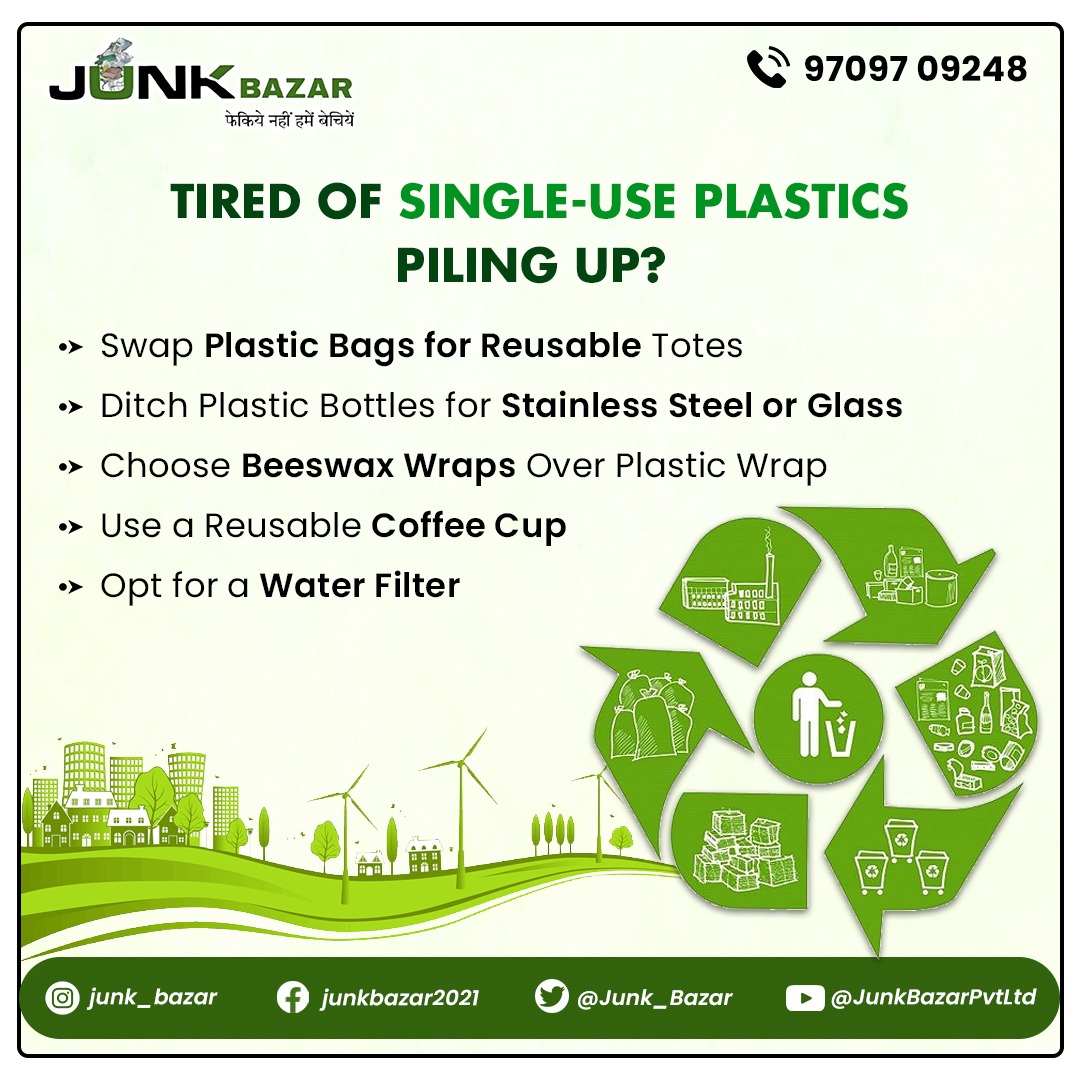 JUNK BAZAR
फेकिये नहीं हमें बेचियें
97097 09248
TIRED OF SINGLE-USE PLASTICS
PILING UP?
Swap Plastic Bags for Reusable Totes
Ditch Plastic Bottles for Stainless Steel or Glass
Choose Beeswax Wraps Over Plastic Wrap
Use a Reusable Coffee Cup
Opt for a Water Filter
junk_bazar
junkbazar2021
@Junk_Bazar
@JunkBazarPvtLtd